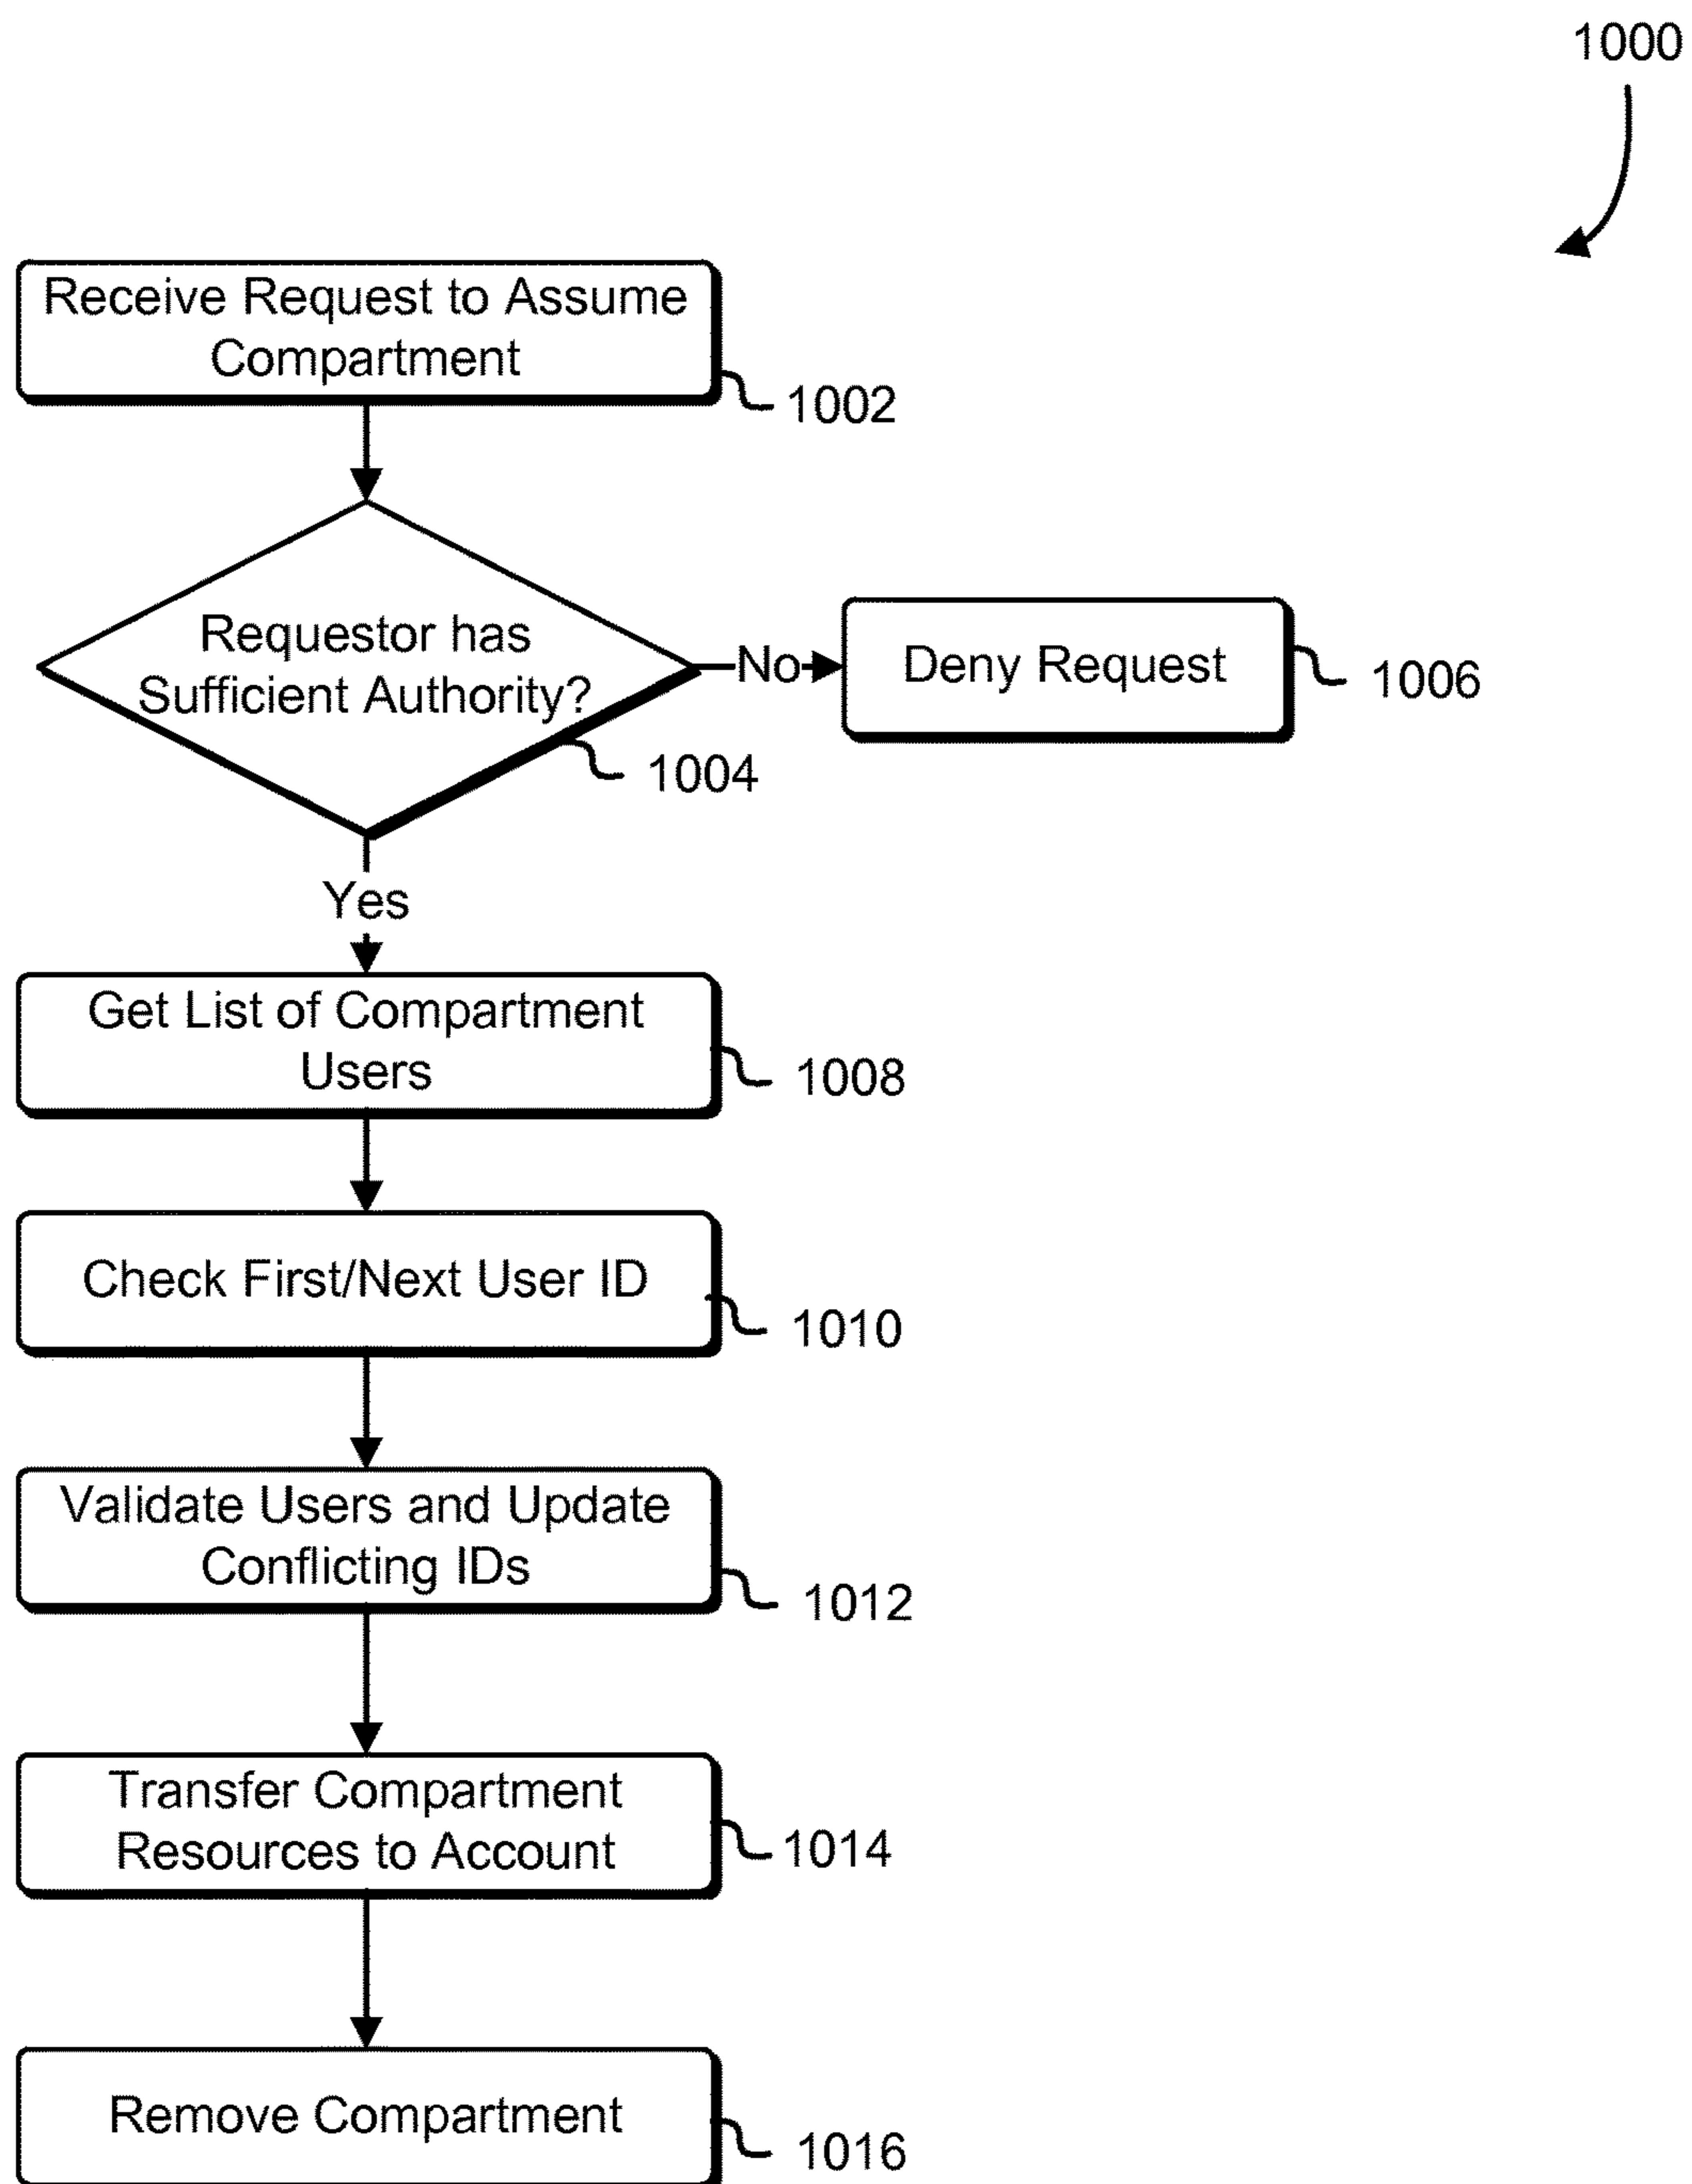 1000
Receive Request to Assume
Compartment
1002
Requestor has
Sufficient Authority?
1004
No
Deny Request
1006
Yes
Get List of Compartment
Users
1008
Check First/Next User ID
1010
Validate Users and Update
Conflicting IDs
1012
Transfer Compartment
Resources to Account
1014
Remove Compartment
1016